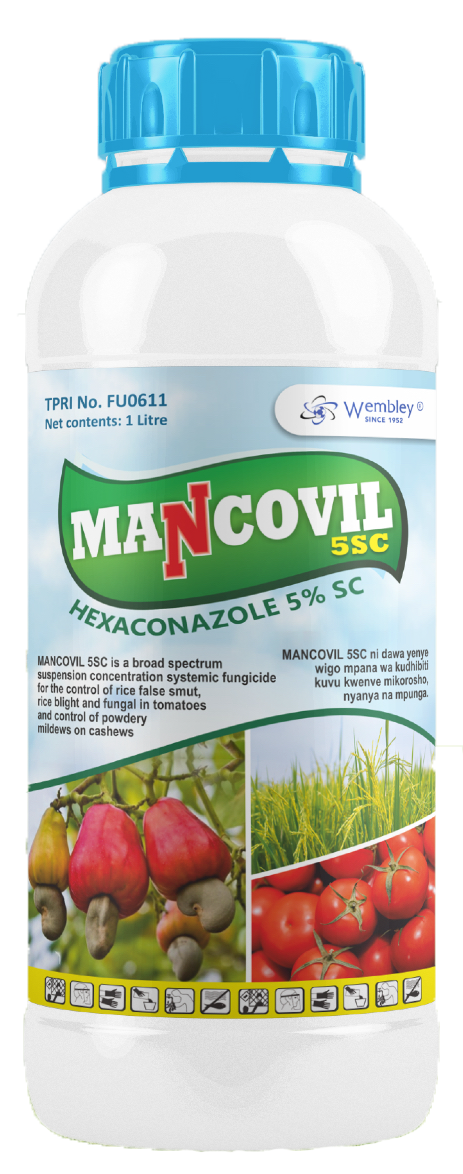 TPRI No. FU0611
Net contents: 1 Litre
Wembley®
SINCE 1952
MANCOVIL
5SC
HEXACONAZOLE 5% SC
MANCOVIL 5SC is a broad spectrum
suspension concentration systemic fungicide
for the control of rice false smut,
rice blight and fungal in tomatoes
and control of powdery
mildews on cashews
MANCOVIL 5SC ni dawa yenye
wigo mpana wa kudhibiti
kuvu kwenve mikorosho,
nyanya na mpunga.